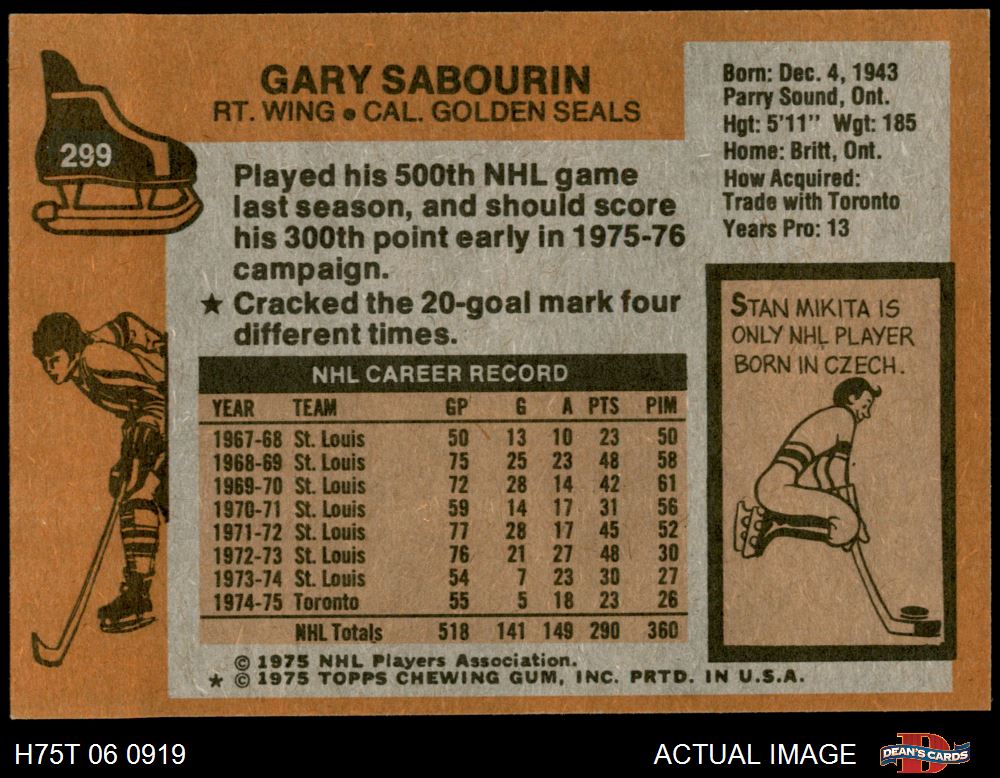 GARY SABOURIN
RT. WING • CAL. GOLDEN SEALS
299
Born: Dec. 4, 1943
Parry Sound, Ont.
Hgt: 5'11" Wgt: 185
Home: Britt, Ont.
How Acquired:
Trade with Toronto
Years Pro: 13
Played his 500th NHL game
last season, and should score
his 300th point early in 1975-76
campaign.
★ Cracked the 20-goal mark four
different times.
STAN MIKITA IS
ONLY NHL PLAYER
BORN IN CZECH.
NHL CAREER RECORD
YEAR TEAM GP G A PTS PIM
1967-68 St. Louis 50 13 10 23 50
1968-69 St. Louis 75 25 23 48 58
1969-70 St. Louis 72 28 14 42 61
1970-71 St. Louis 59 14 17 31 56
1971-72 St. Louis 77 28 17 45 52
1972-73 St. Louis 76 21 27 48 30
1973-74 St. Louis 54 7 23 30 27
1974-75 Toronto 55 5 18 23 26
NHL Totals 518 141 149 290 360
© 1975 NHL Players Association.
★ © 1975 TOPPS CHEWING GUM, INC. PRTD. IN U.S.A.
H75T 06 0919
ACTUAL IMAGE
D
DEAN'S CARDS